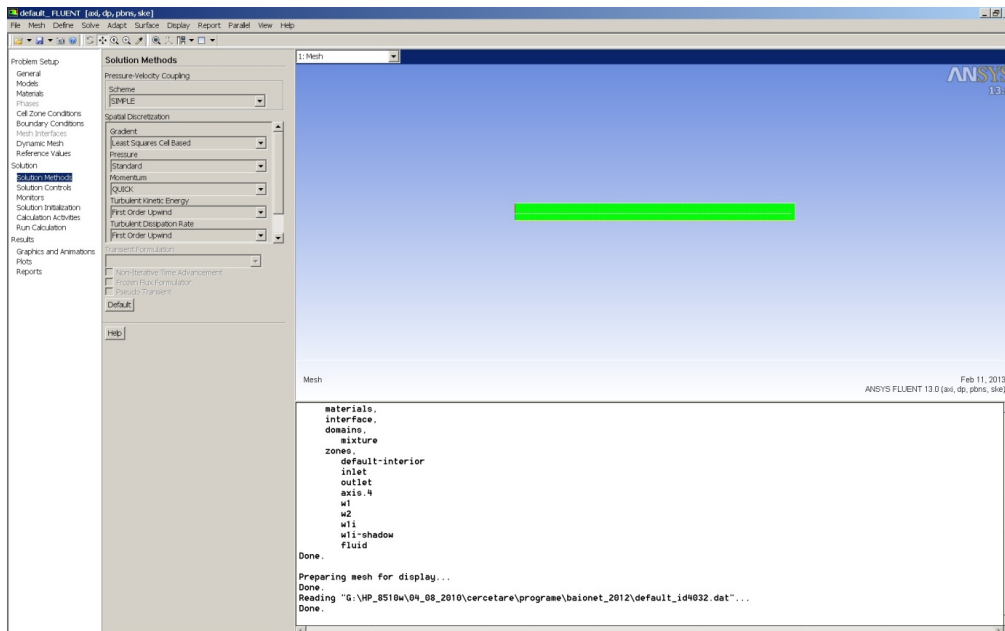 default_ FLUENT [axi, dp, pbns, ske]
File Mesh Define Solve Adapt Surface Display Report Parallel View Help
Problem Setup
General
Models
Materials
Phases
Cell Zone Conditions
Boundary Conditions
Mesh Interfaces
Dynamic Mesh
Reference Values
Solution
Solution Methods
Solution Controls
Monitors
Solution Initialization
Calculation Activities
Run Calculation
Results
Graphics and Animations
Plots
Reports
Solution Methods
Pressure-Velocity Coupling
Scheme
SIMPLE
Spatial Discretization
Gradient
Least Squares Cell Based
Pressure
Standard
Momentum
QUICK
Turbulent Kinetic Energy
First Order Upwind
Turbulent Dissipation Rate
First Order Upwind
Transient Formulation
Non-Iterative Time Advancement
Frozen Flux Formulation
Pseudo Transient
Default
Help
1: Mesh
ANSYS
13.
Mesh
Feb 11, 2013
ANSYS FLUENT 13.0 (axi, dp, pbns, ske)
materials,
interface,
domains,
mixture
zones,
default-interior
inlet
outlet
axis.4
w1
w2
w1i
w1i-shadow
fluid
Done.
Preparing mesh for display...
Done.
Reading "G:\HP_8510w\04_08_2010\cercetare\programe\baionet_2012\default_id4032.dat"...
Done.